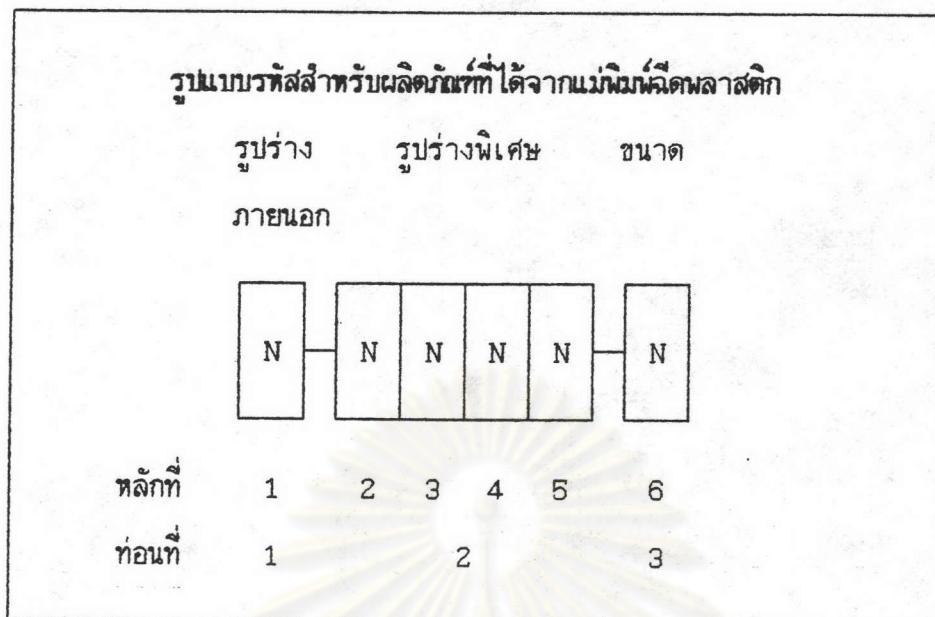 รูปแบบรหัสสำหรับผลิตภัณฑ์ที่ได้จากแม่พิมพ์ฉีดพลาสติก
รูปร่าง รูปร่างพิเศษ ขนาด
ภายนอก
N N N N N N
หลักที่ 1 2 3 4 5 6
ท่อนที่ 1 2 3